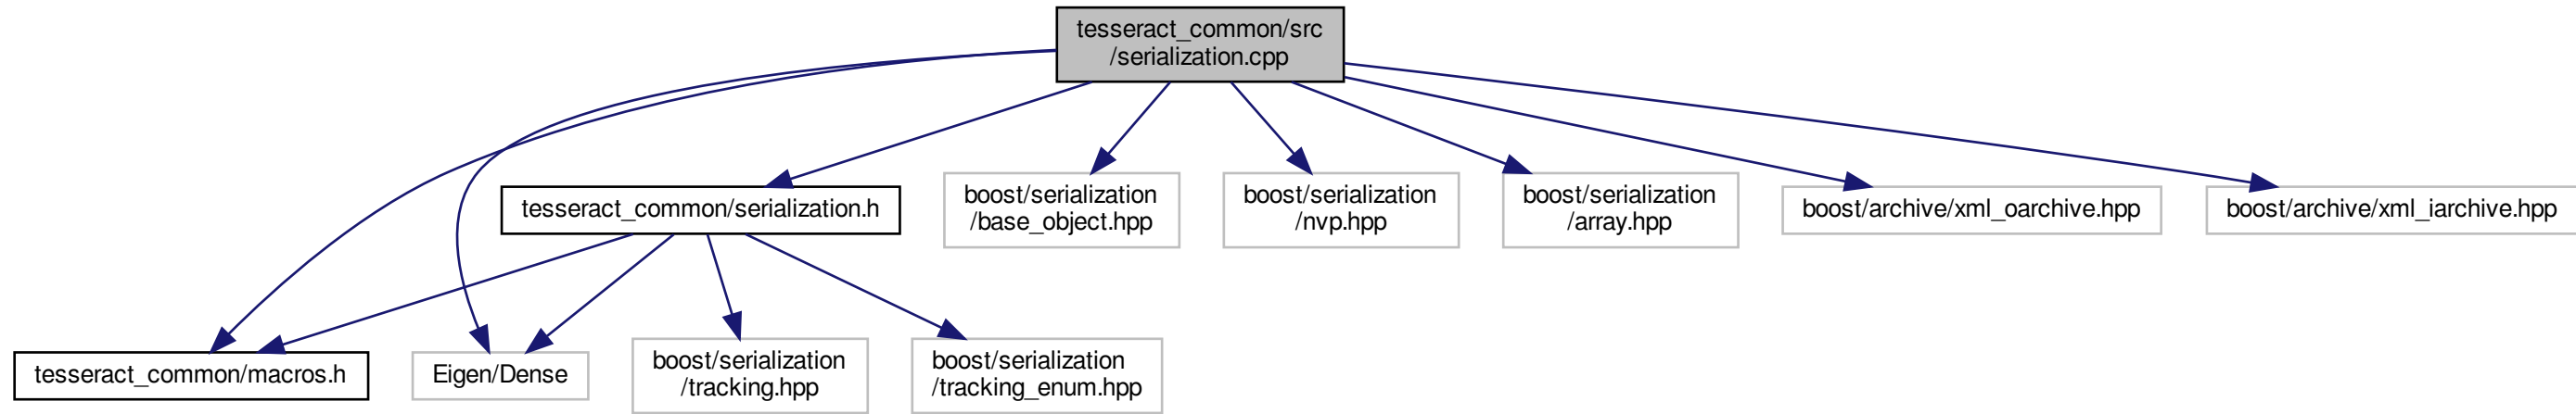 tesseract_common/src
/serialization.cpp
tesseract_common/serialization.h
boost/serialization
/base_object.hpp
boost/serialization
/nvp.hpp
boost/serialization
/array.hpp
boost/archive/xml_oarchive.hpp
boost/archive/xml_iarchive.hpp
tesseract_common/macros.h
Eigen/Dense
boost/serialization
/tracking.hpp
boost/serialization
/tracking_enum.hpp